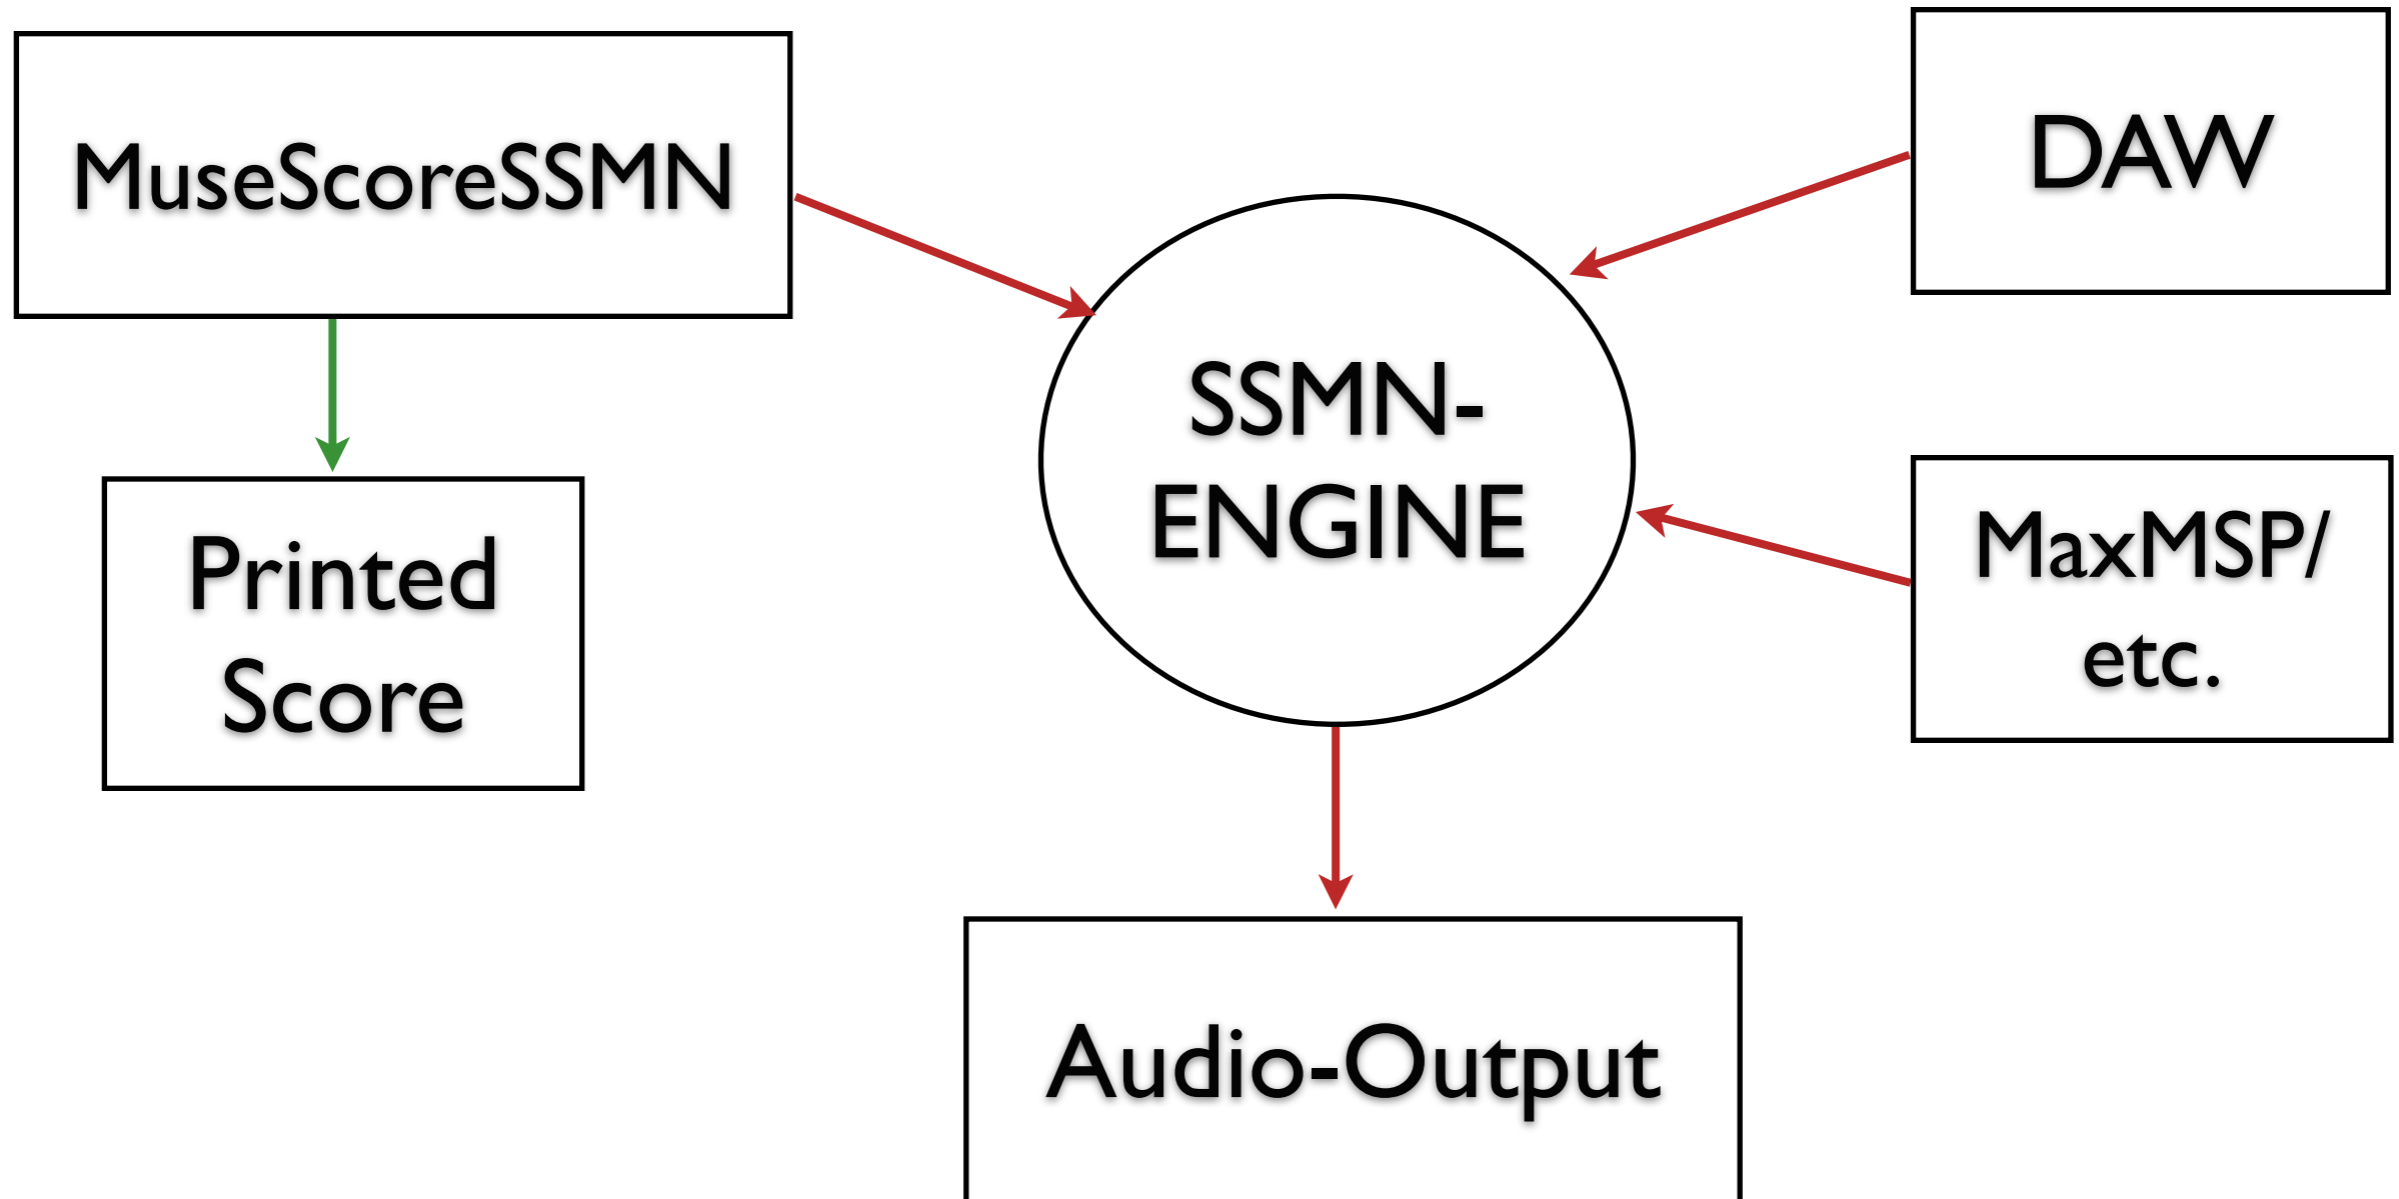 MuseScoreSSMN
DAW
SSMN-
ENGINE
Printed
Score
MaxMSP/
etc.
Audio-Output